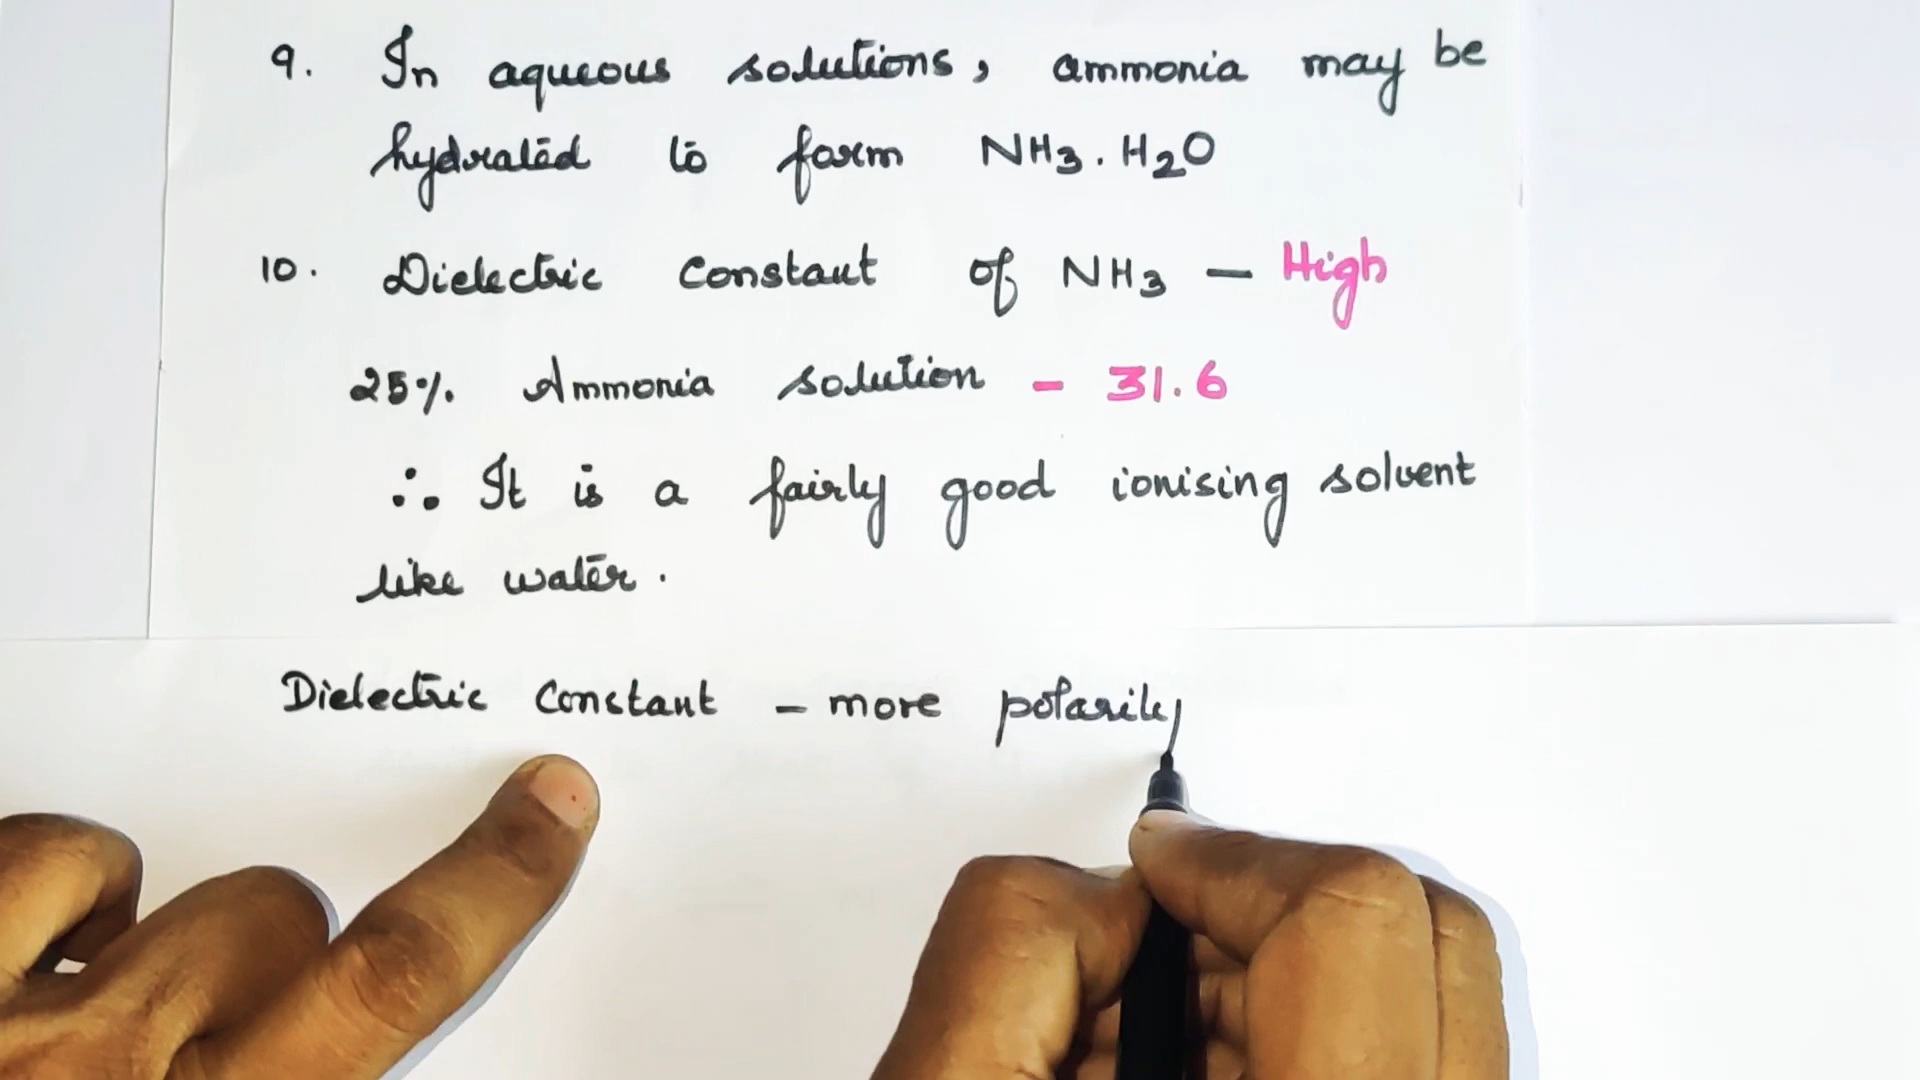 9. In aqueous solutions, ammonia may be
hydrated to form NH3.H2O
10. Dielectric Constant of NH3 – High
25% Ammonia solution - 31.6
∴ It is a fairly good ionising solvent
like water.
Dielectric Constant – more polarity